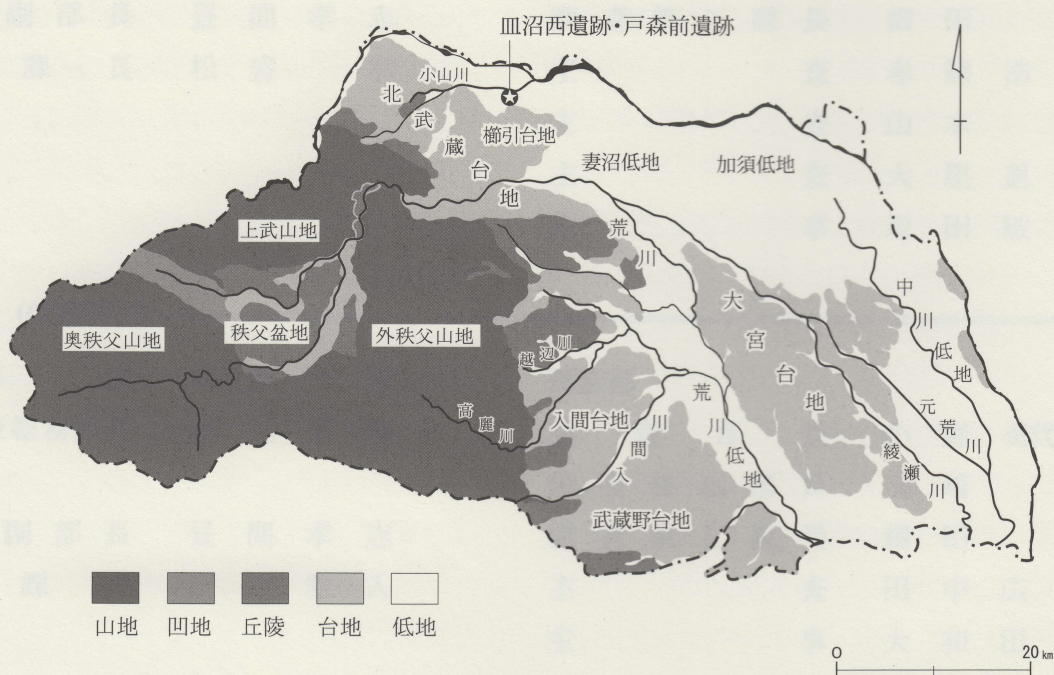 皿沼西遺跡・戸森前遺跡
小山川
北武蔵台地
櫛引台地
妻沼低地
加須低地
上武山地
荒川
奥秩父山地
秩父盆地
外秩父山地
越辺川
大宮台地
中川低地
高麗川
入間台地
入間川
荒川低地
元荒川
綾瀬川
武蔵野台地
山地 凹地 丘陵 台地 低地
0 20km